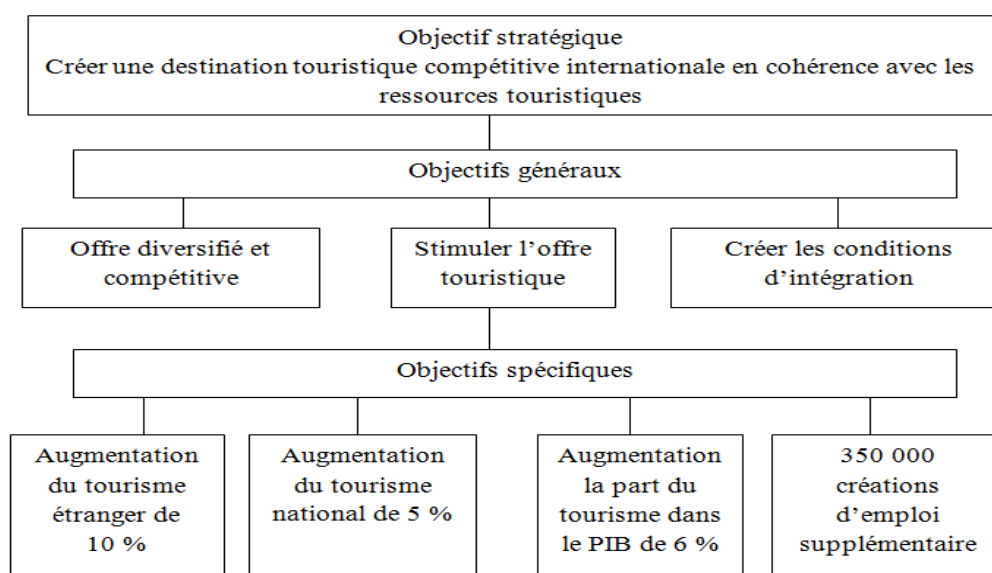 Objectif stratégique
Créer une destination touristique compétitive internationale en cohérence avec les
ressources touristiques
Objectifs généraux
Offre diversifié et
compétitive
Stimuler l’offre
touristique
Créer les conditions
d’intégration
Objectifs spécifiques
Augmentation
du tourisme
étranger de
10 %
Augmentation
du tourisme
national de 5 %
Augmentation
la part du
tourisme dans
le PIB de 6 %
350 000
créations
d’emploi
supplémentaire